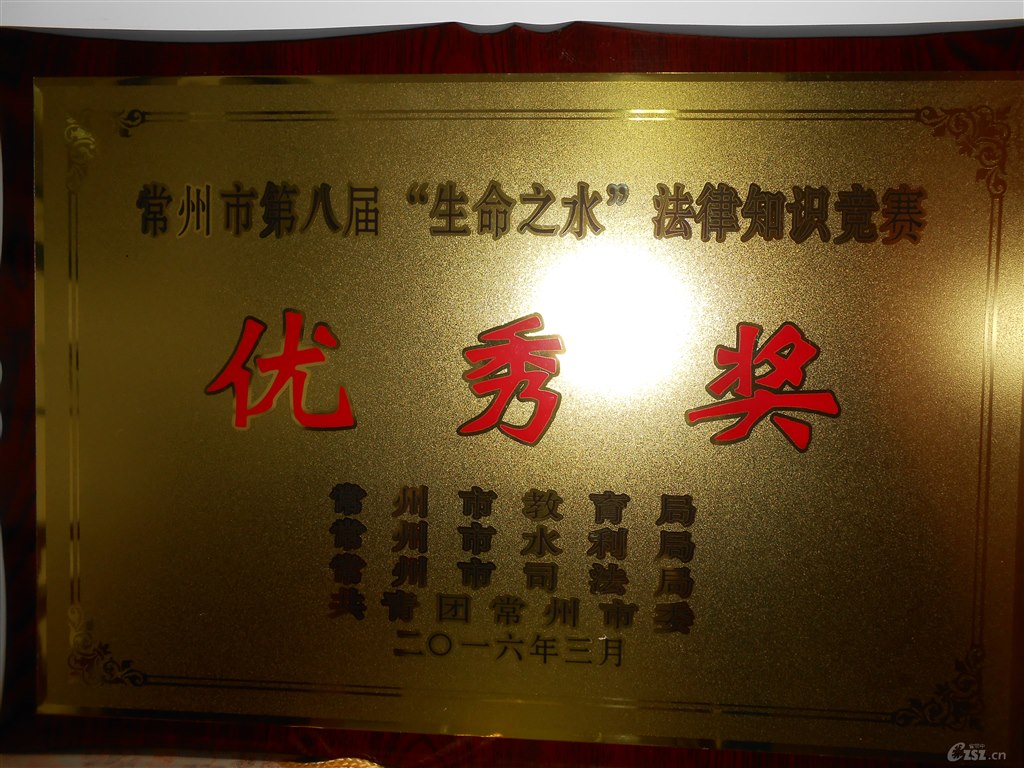 常州市第八届“生命之水”法律知识竞赛
优秀奖
常州市教育局
常州市水利局
常州市司法局
共青团常州市委
二〇一六年三月
CZSZ.cn